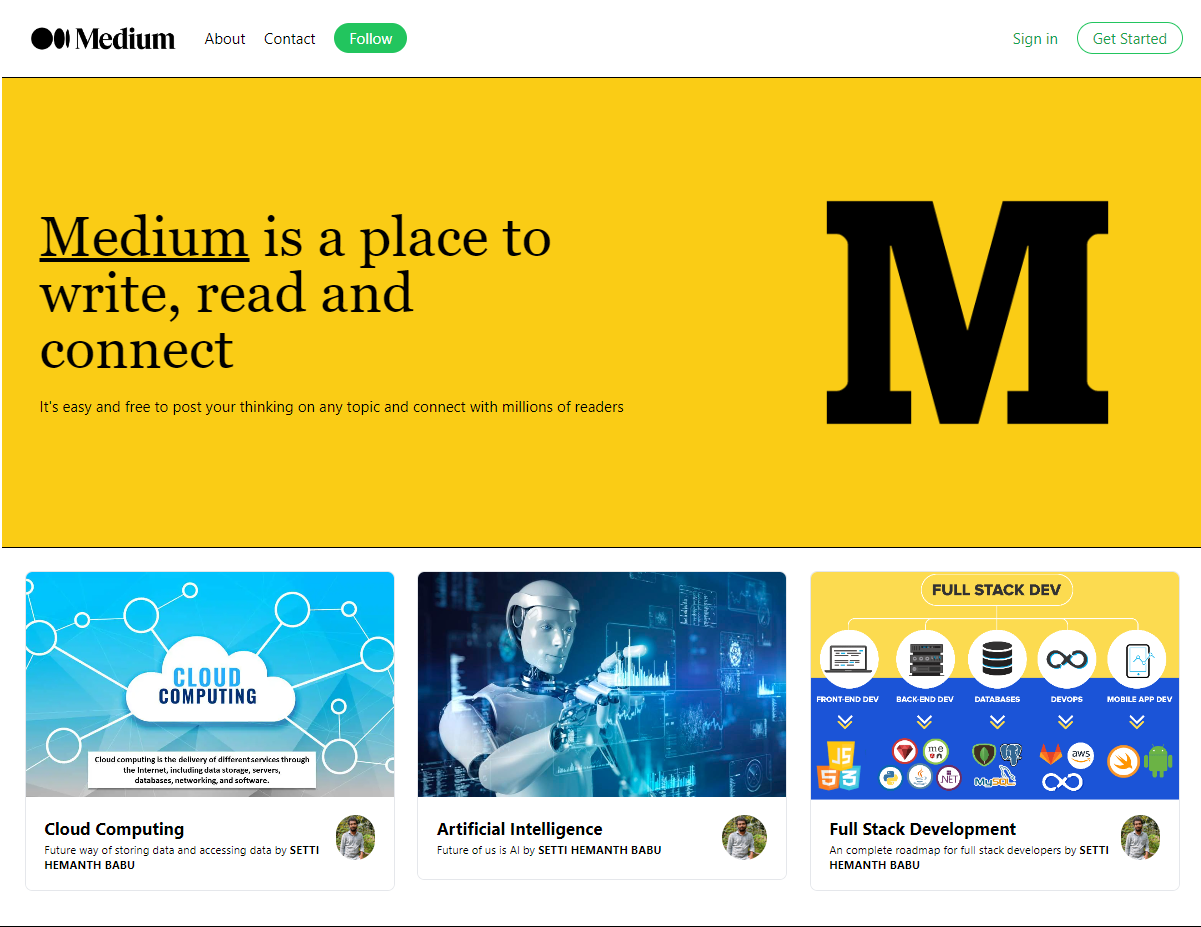 Medium About Contact Follow Sign in Get Started
Medium is a place to
write, read and
connect
It's easy and free to post your thinking on any topic and connect with millions of readers
M
CLOUD
COMPUTING
Cloud computing is the delivery of different services through
the Internet, including data storage, servers,
databases, networking, and software.
Cloud Computing
Future way of storing data and accessing data by SETTI
HEMANTH BABU
Artificial Intelligence
Future of us is AI by SETTI HEMANTH BABU
FULL STACK DEV
FRONT-END DEV BACK-END DEV DATABASES DEVOPS MOBILE APP DEV
JS
5 3
me
.NET
MySQL
aws
Full Stack Development
An complete roadmap for full stack developers by SETTI
HEMANTH BABU